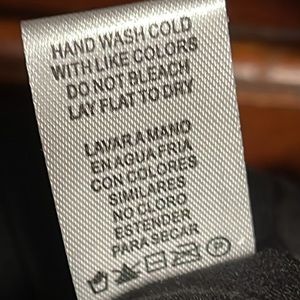 HAND WASH COLD
WITH LIKE COLORS
DO NOT BLEACH
LAY FLAT TO DRY
LAVAR A MANO
EN AGUA FRIA
CON COLORES
SIMILARES
NO CLORO
ESTENDER
PARA SECAR